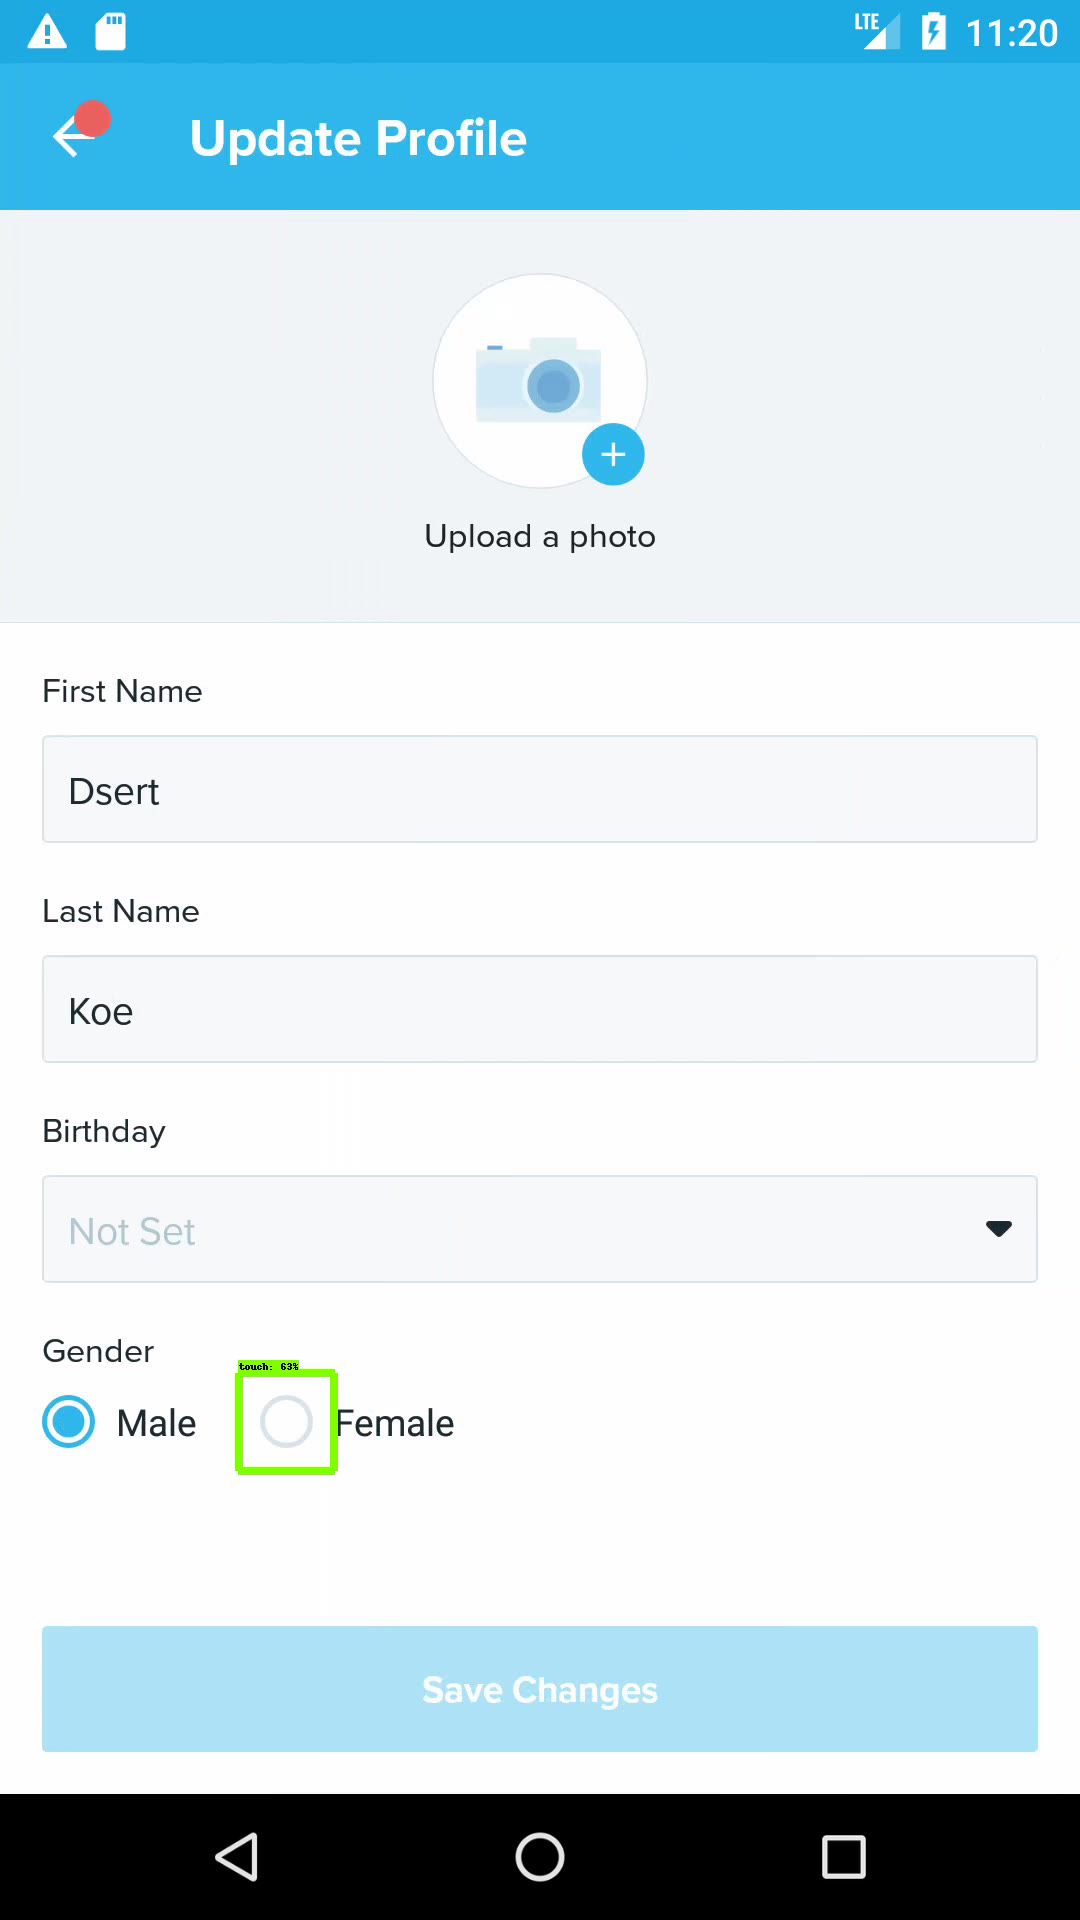 LTE 11:20
Update Profile
Upload a photo
First Name
Dsert
Last Name
Koe
Birthday
Not Set
Gender
touch: 63%
Male Female
Save Changes